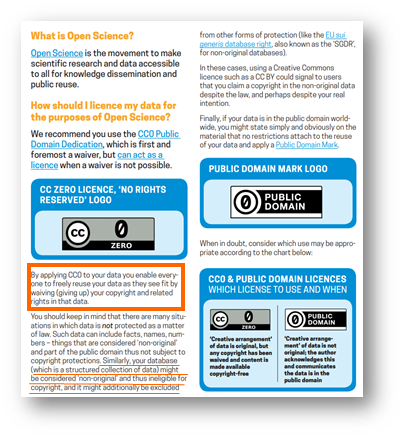 What is Open Science?
Open Science is the movement to make
scientific research and data accessible
to all for knowledge dissemination and
public reuse.
How should I licence my data for
the purposes of Open Science?
We recommend you use the CC0 Public
Domain Dedication, which is first and
foremost a waiver, but can act as a
licence when a waiver is not possible.
CC ZERO LICENCE, ‘NO RIGHTS
RESERVED’ LOGO
cc 0
ZERO
By applying CC0 to your data you enable every-
one to freely reuse your data as they see fit by
waiving (giving up) your copyright and related
rights in that data.
You should keep in mind that there are many situ-
ations in which data is not protected as a matter
of law. Such data can include facts, names, num-
bers – things that are considered ‘non-original’
and part of the public domain thus not subject to
copyright protections. Similarly, your database
(which is a structured collection of data) might
be considered ‘non-original’ and thus ineligible for
copyright, and it might additionally be excluded
from other forms of protection (like the EU sui
generis database right, also known as the ‘SGDR’,
for non-original databases).
In these cases, using a Creative Commons
licence such as a CC BY could signal to users
that you claim a copyright in the non-original data
despite the law, and perhaps despite your real
intention.
Finally, if your data is in the public domain world-
wide, you might state simply and obviously on the
material that no restrictions attach to the reuse
of your data and apply a Public Domain Mark.
PUBLIC DOMAIN MARK LOGO
PUBLIC
DOMAIN
When in doubt, consider which use may be appro-
priate according to the chart below:
CC0 & PUBLIC DOMAIN LICENCES
WHICH LICENSE TO USE AND WHEN
cc 0
ZERO
PUBLIC
DOMAIN
‘Creative arrangement’
of data is original, but
any copyright has been
waived and content is
made available
copyright-free
‘Creative arrange-
ment’ of data is not
original; the author
acknowledges this
and communicates
the data is in the
public domain